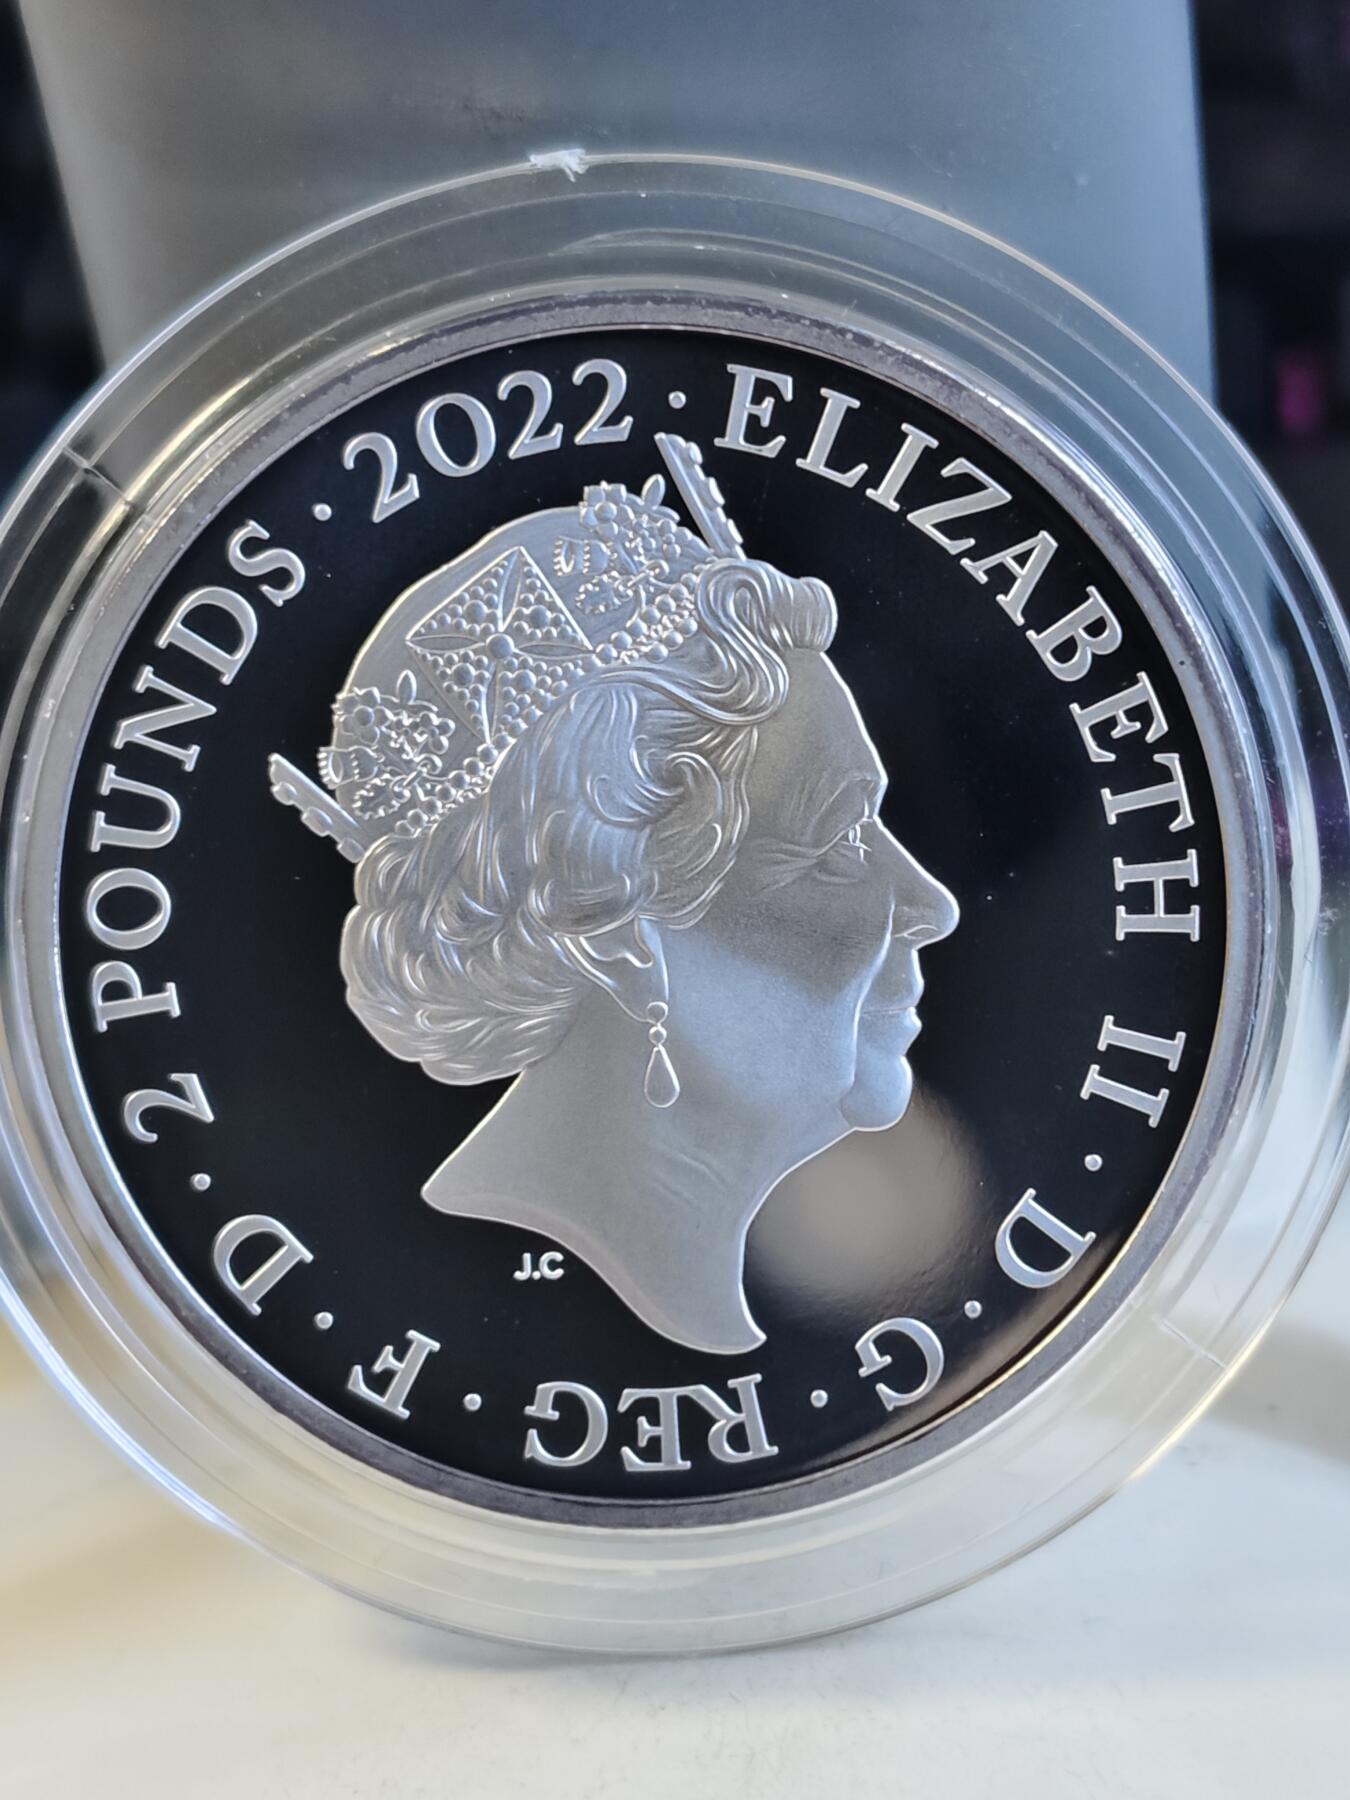 ELIZABETH II · D · G · REG · F · D · 2 POUNDS · 2022 ·
J.C